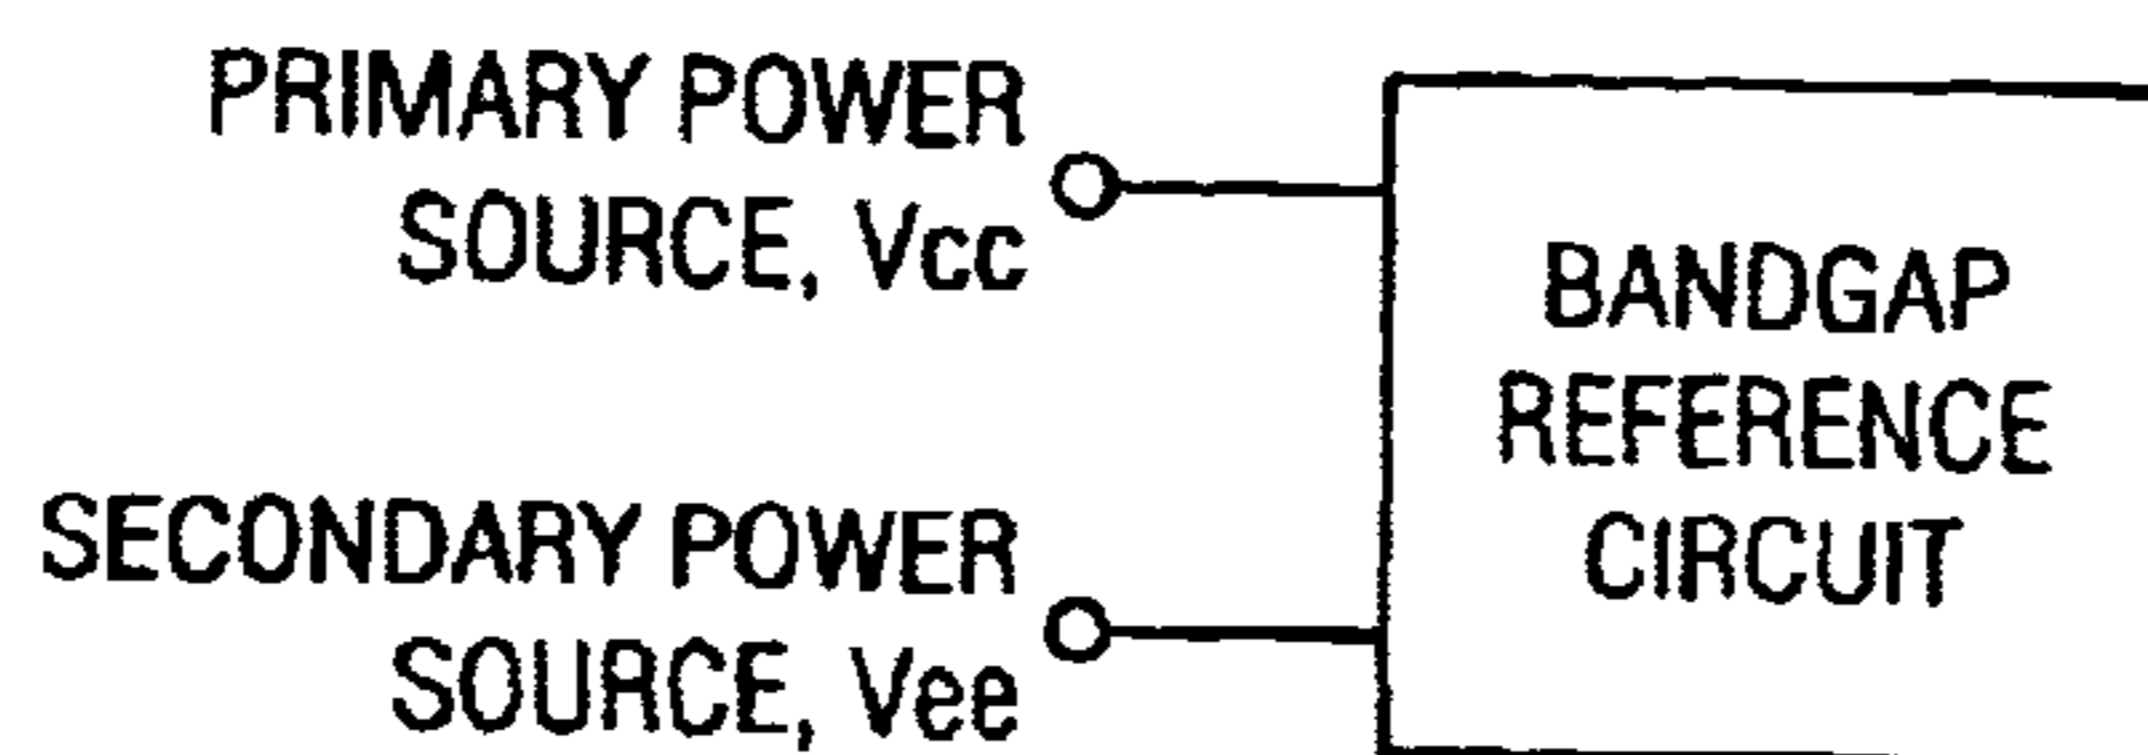 PRIMARY POWER
SOURCE, Vcc
BANDGAP
REFERENCE
CIRCUIT
SECONDARY POWER
SOURCE, Vee